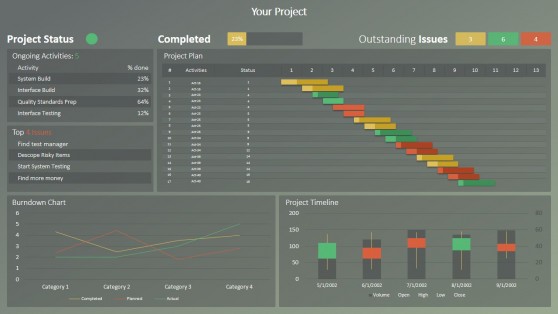 Your Project
Project Status
Completed
22%
Outstanding Issues
3 6 4
Ongoing Activities: 5
Activity % done
System Build 23%
Interface Build 32%
Quality Standards Prep 64%
Interface Testing 12%
Top Issues
Find test manager
Descope Risky Items
Start System Testing
Find more money
Project Plan
# Activities Status 1 2 3 4 5 6 7 8 9 10 11 12 13
Burndown Chart
6
5
4
3
2
1
0
Category 1 Category 2 Category 3 Category 4
Completed Planned Actual
Project Timeline
200 80
150 60
100 40
50 20
0 0
5/1/2002 6/1/2002 7/1/2002 8/1/2002 9/1/2002
Volume Open High Low Close